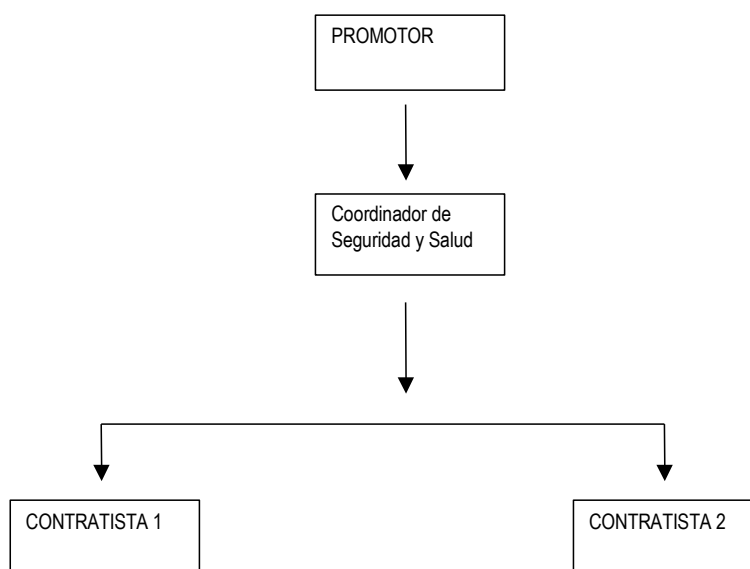 PROMOTOR
Coordinador de
Seguridad y Salud
CONTRATISTA 1
CONTRATISTA 2